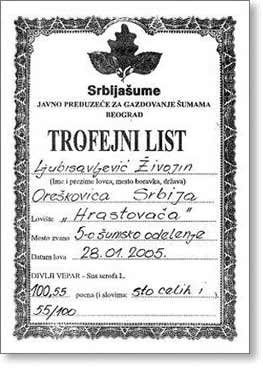 Srbijašume
JAVNO PREDUZEĆE ZA GAZDOVANJE ŠUMAMA
BEOGRAD
TROFEJNI LIST
Ljubisavljević Živojin
(Ime i prezime lovca, mesto boravka, država)
Oreškovica Srbija
Lovište „Hrastovača"
Mesto zvano 5-o šumsko odelenje
Datum lova 28.01.2005.
DIVLJI VEPAR - Sus scrofa L.
100,55 poena (i slovima: sto celih i
55/100 )